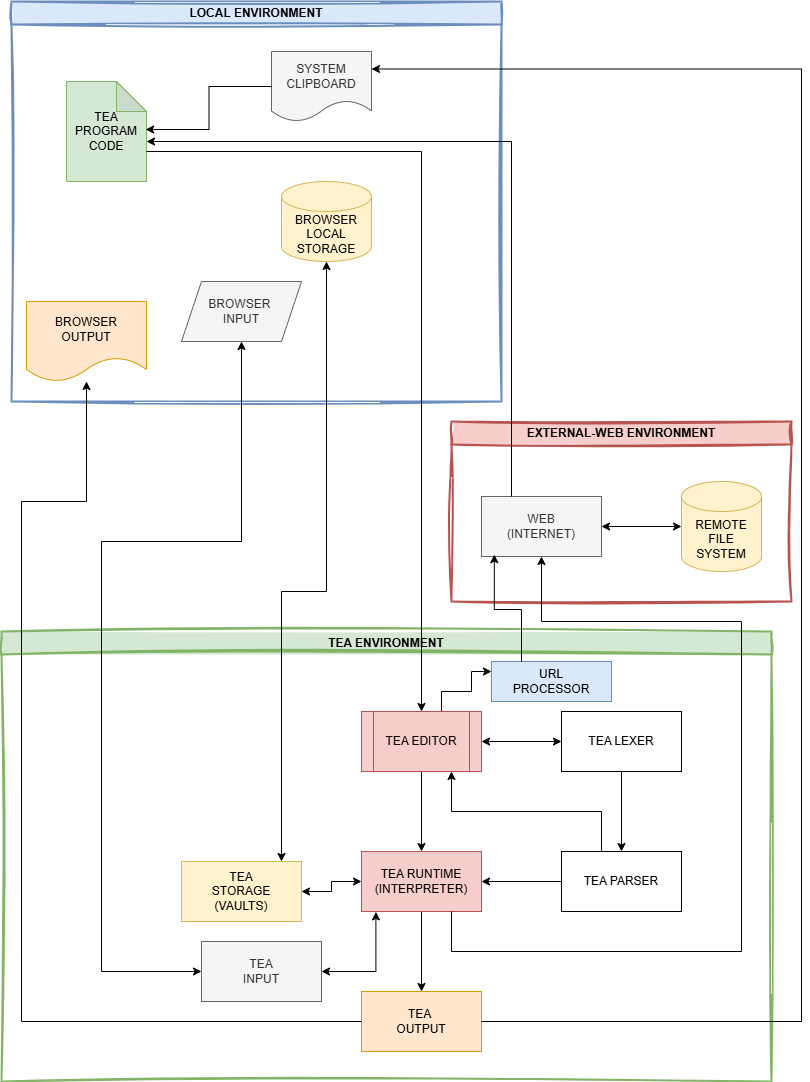 LOCAL ENVIRONMENT
SYSTEM
CLIPBOARD
TEA
PROGRAM
CODE
BROWSER
LOCAL
STORAGE
BROWSER
INPUT
BROWSER
OUTPUT
EXTERNAL-WEB ENVIRONMENT
WEB
(INTERNET)
REMOTE
FILE
SYSTEM
TEA ENVIRONMENT
URL
PROCESSOR
TEA EDITOR
TEA LEXER
TEA RUNTIME
(INTERPRETER)
TEA PARSER
TEA
STORAGE
(VAULTS)
TEA
INPUT
TEA
OUTPUT